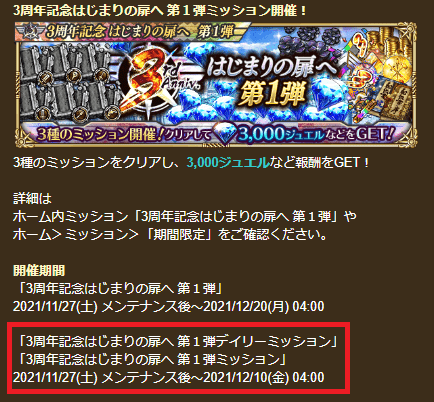 3周年記念はじまりの扉へ 第１弾ミッション開催！
3周年記念はじまりの扉へ 第1弾
3rd Anniv.
はじまりの扉へ
第1弾
3種のミッション開催！クリアして 3,000ジュエルなどをGET！
3種のミッションをクリアし、3,000ジュエルなど報酬をGET！
詳細は
ホーム内ミッション「3周年記念はじまりの扉へ 第１弾」や
ホーム＞ミッション＞「期間限定」をご確認ください。
開催期間
「3周年記念はじまりの扉へ 第１弾」
2021/11/27(土) メンテナンス後～2021/12/20(月) 04:00
「3周年記念はじまりの扉へ 第１弾デイリーミッション」
「3周年記念はじまりの扉へ 第１弾ミッション」
2021/11/27(土) メンテナンス後～2021/12/10(金) 04:00